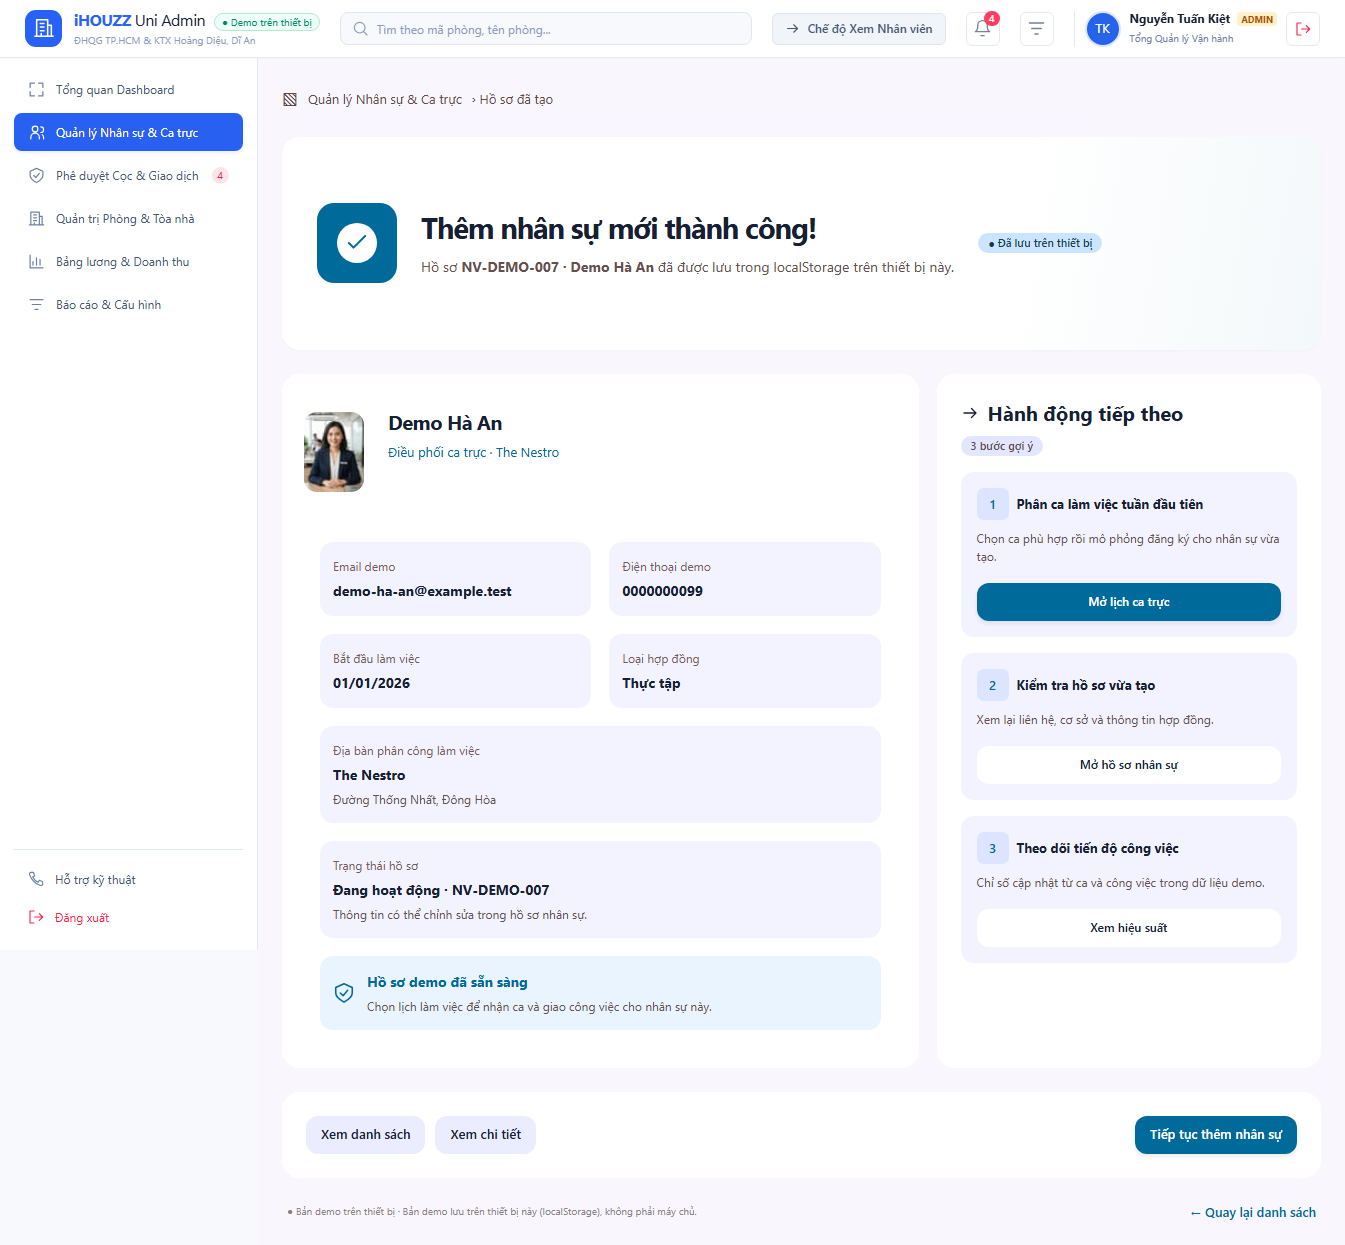 iHOUZZ Uni Admin ● Demo trên thiết bị
ĐHQG TP.HCM & KTX Hoàng Diệu, Dĩ An
Tìm theo mã phòng, tên phòng...
→ Chế độ Xem Nhân viên
4
TK
Nguyễn Tuấn Kiệt ADMIN
Tổng Quản lý Vận hành
Tổng quan Dashboard
Quản lý Nhân sự & Ca trực
Phê duyệt Cọc & Giao dịch 4
Quản trị Phòng & Tòa nhà
Bảng lương & Doanh thu
Báo cáo & Cấu hình
Hỗ trợ kỹ thuật
Đăng xuất
Quản lý Nhân sự & Ca trực › Hồ sơ đã tạo
Thêm nhân sự mới thành công!
Hồ sơ NV-DEMO-007 · Demo Hà An đã được lưu trong localStorage trên thiết bị này.
● Đã lưu trên thiết bị
Demo Hà An
Điều phối ca trực · The Nestro
Email demo
demo-ha-an@example.test
Điện thoại demo
0000000099
Bắt đầu làm việc
01/01/2026
Loại hợp đồng
Thực tập
Địa bàn phân công làm việc
The Nestro
Đường Thống Nhất, Đông Hòa
Trạng thái hồ sơ
Đang hoạt động · NV-DEMO-007
Thông tin có thể chỉnh sửa trong hồ sơ nhân sự.
Hồ sơ demo đã sẵn sàng
Chọn lịch làm việc để nhận ca và giao công việc cho nhân sự này.
→ Hành động tiếp theo
3 bước gợi ý
1 Phân ca làm việc tuần đầu tiên
Chọn ca phù hợp rồi mô phỏng đăng ký cho nhân sự vừa
tạo.
Mở lịch ca trực
2 Kiểm tra hồ sơ vừa tạo
Xem lại liên hệ, cơ sở và thông tin hợp đồng.
Mở hồ sơ nhân sự
3 Theo dõi tiến độ công việc
Chỉ số cập nhật từ ca và công việc trong dữ liệu demo.
Xem hiệu suất
Xem danh sách
Xem chi tiết
Tiếp tục thêm nhân sự
● Bản demo trên thiết bị · Bản demo lưu trên thiết bị này (localStorage), không phải máy chủ.
← Quay lại danh sách